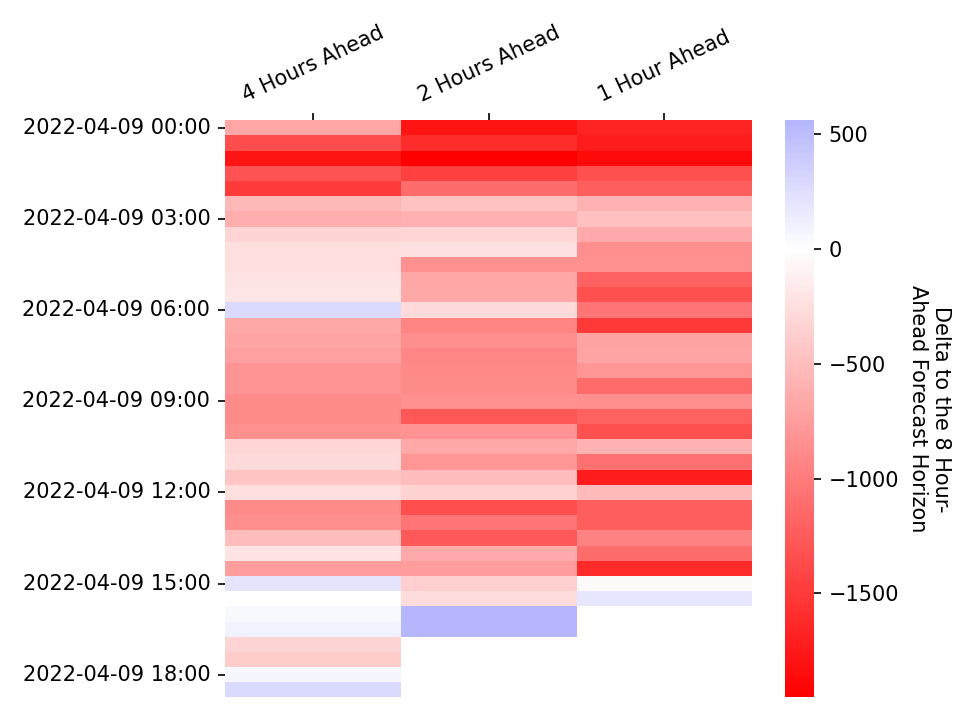 4 Hours Ahead
2 Hours Ahead
1 Hour Ahead
2022-04-09 00:00
2022-04-09 03:00
2022-04-09 06:00
2022-04-09 09:00
2022-04-09 12:00
2022-04-09 15:00
2022-04-09 18:00
500
0
−500
−1000
−1500
Delta to the 8 Hour-
Ahead Forecast Horizon